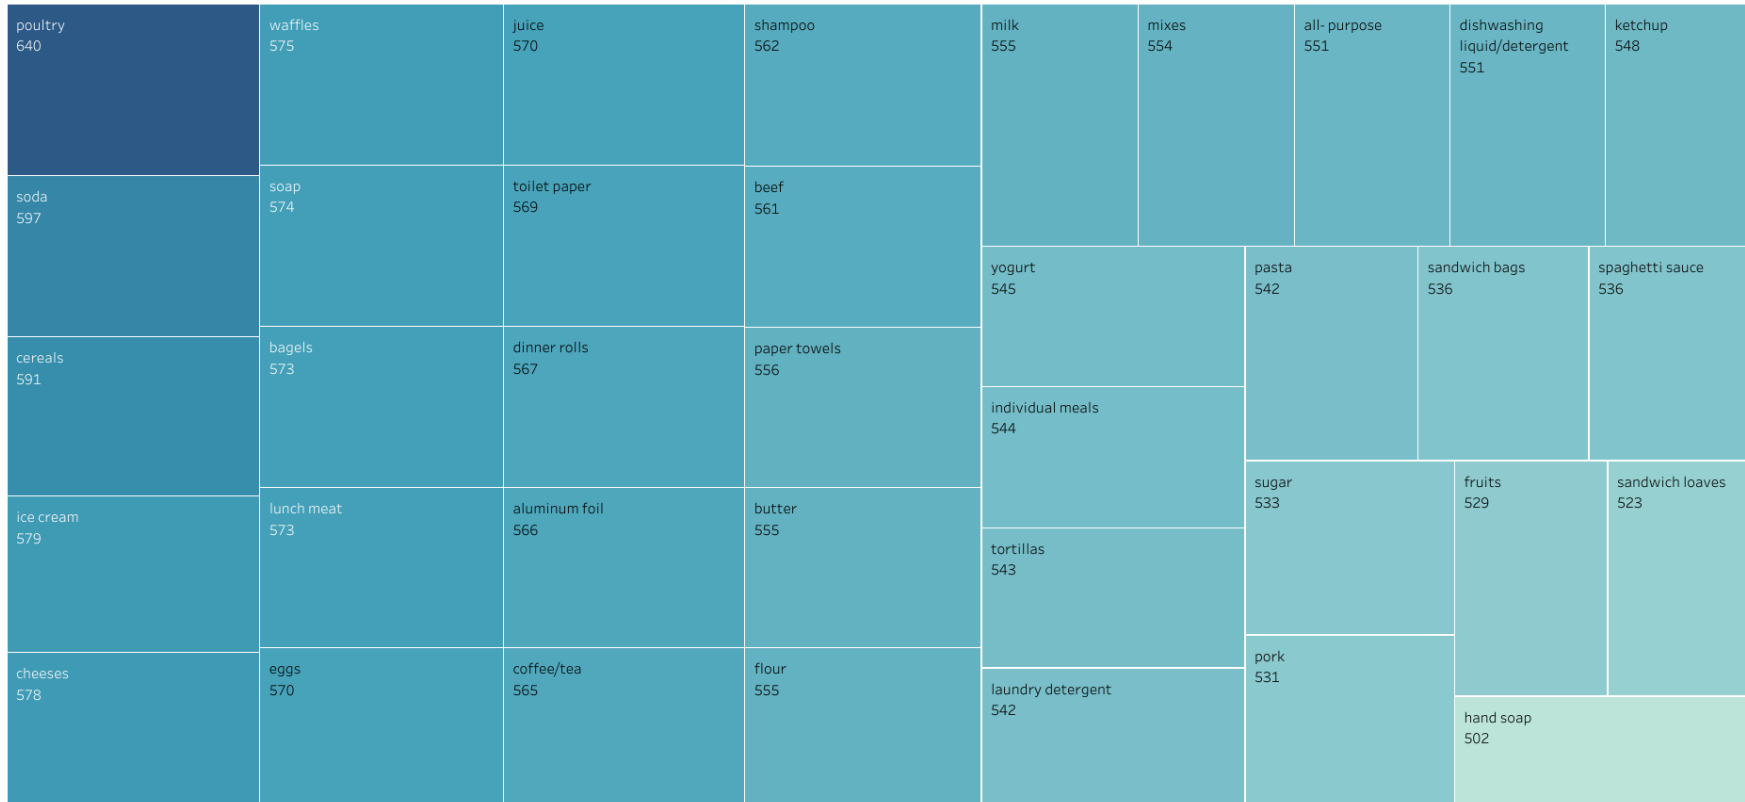 poultry
640
soda
597
cereals
591
ice cream
579
cheeses
578
waffles
575
soap
574
bagels
573
lunch meat
573
eggs
570
juice
570
toilet paper
569
dinner rolls
567
aluminum foil
566
coffee/tea
565
shampoo
562
beef
561
paper towels
556
butter
555
flour
555
milk
555
mixes
554
all- purpose
551
dishwashing
liquid/detergent
551
ketchup
548
yogurt
545
individual meals
544
tortillas
543
laundry detergent
542
pasta
542
sandwich bags
536
spaghetti sauce
536
sugar
533
pork
531
fruits
529
sandwich loaves
523
hand soap
502